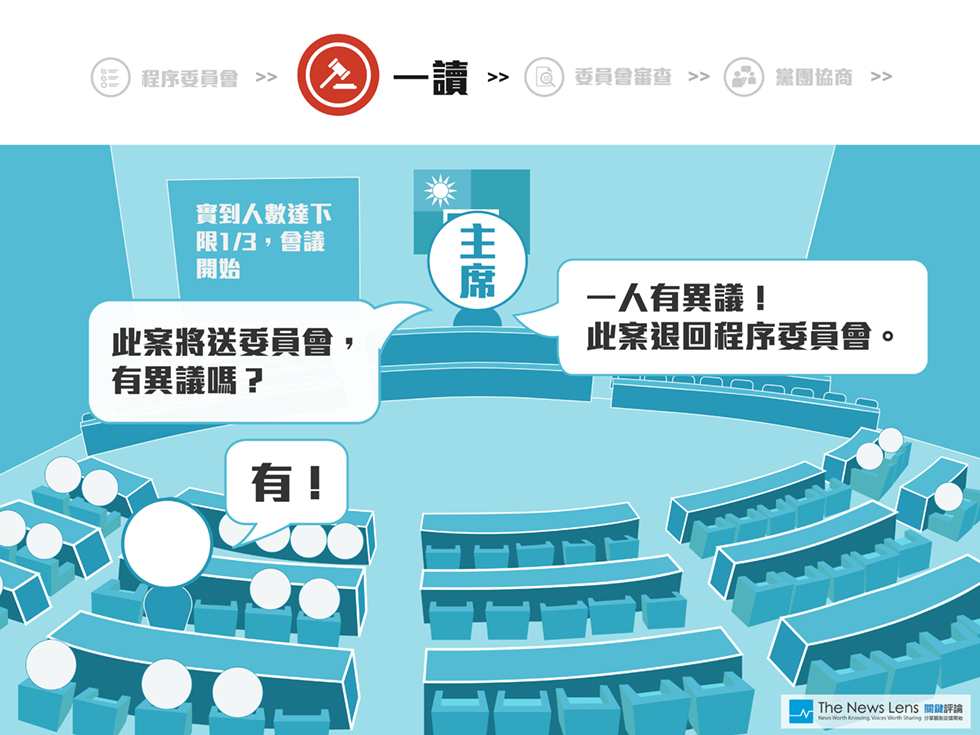 程序委員會 >> 一讀 >> 委員會審查 >> 黨團協商 >>
實到人數達下
限1/3，會議
開始
主
席
一人有異議！
此案退回程序委員會。
此案將送委員會，
有異議嗎？
有！
The News Lens 關鍵評論
News Worth Knowing, Voices Worth Sharing 分享觀點從這開始